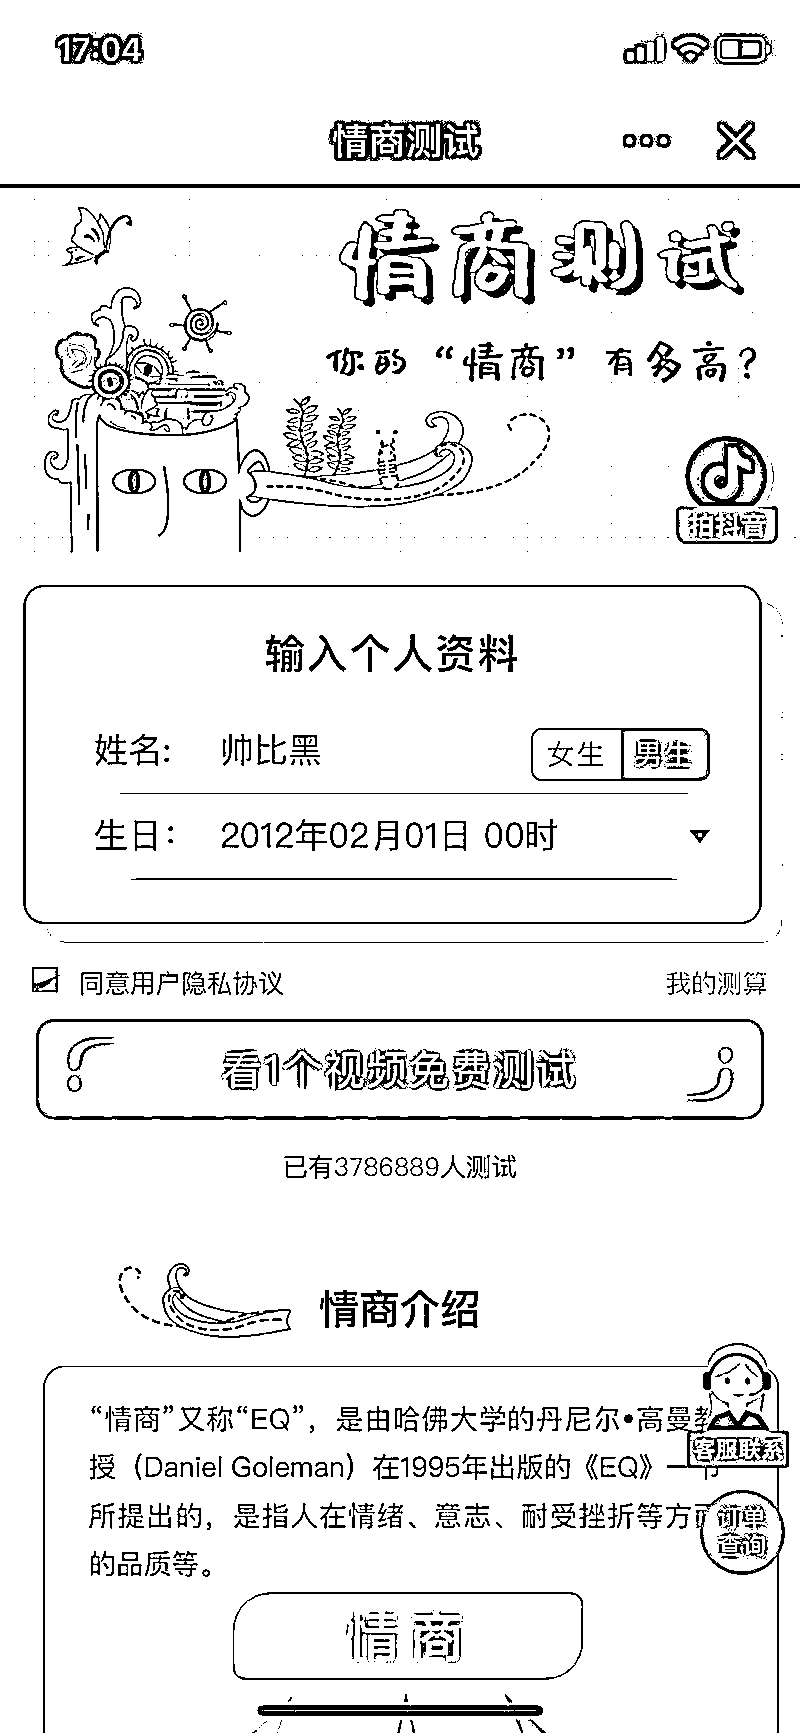 17:04
情商测试
情商测试
你的“情商”有多高?
拍抖音
输入个人资料
姓名: 帅比黑 女生 男生
生日: 2012年02月01日 00时
同意用户隐私协议 我的测算
看1个视频免费测试
已有3786889人测试
情商介绍
“情商”又称“EQ”，是由哈佛大学的丹尼尔•高曼教
授（Daniel Goleman）在1995年出版的《EQ》一书
客服联系
所提出的，是指人在情绪、意志、耐受挫折等方面
的品质等。
订单
查询
情商